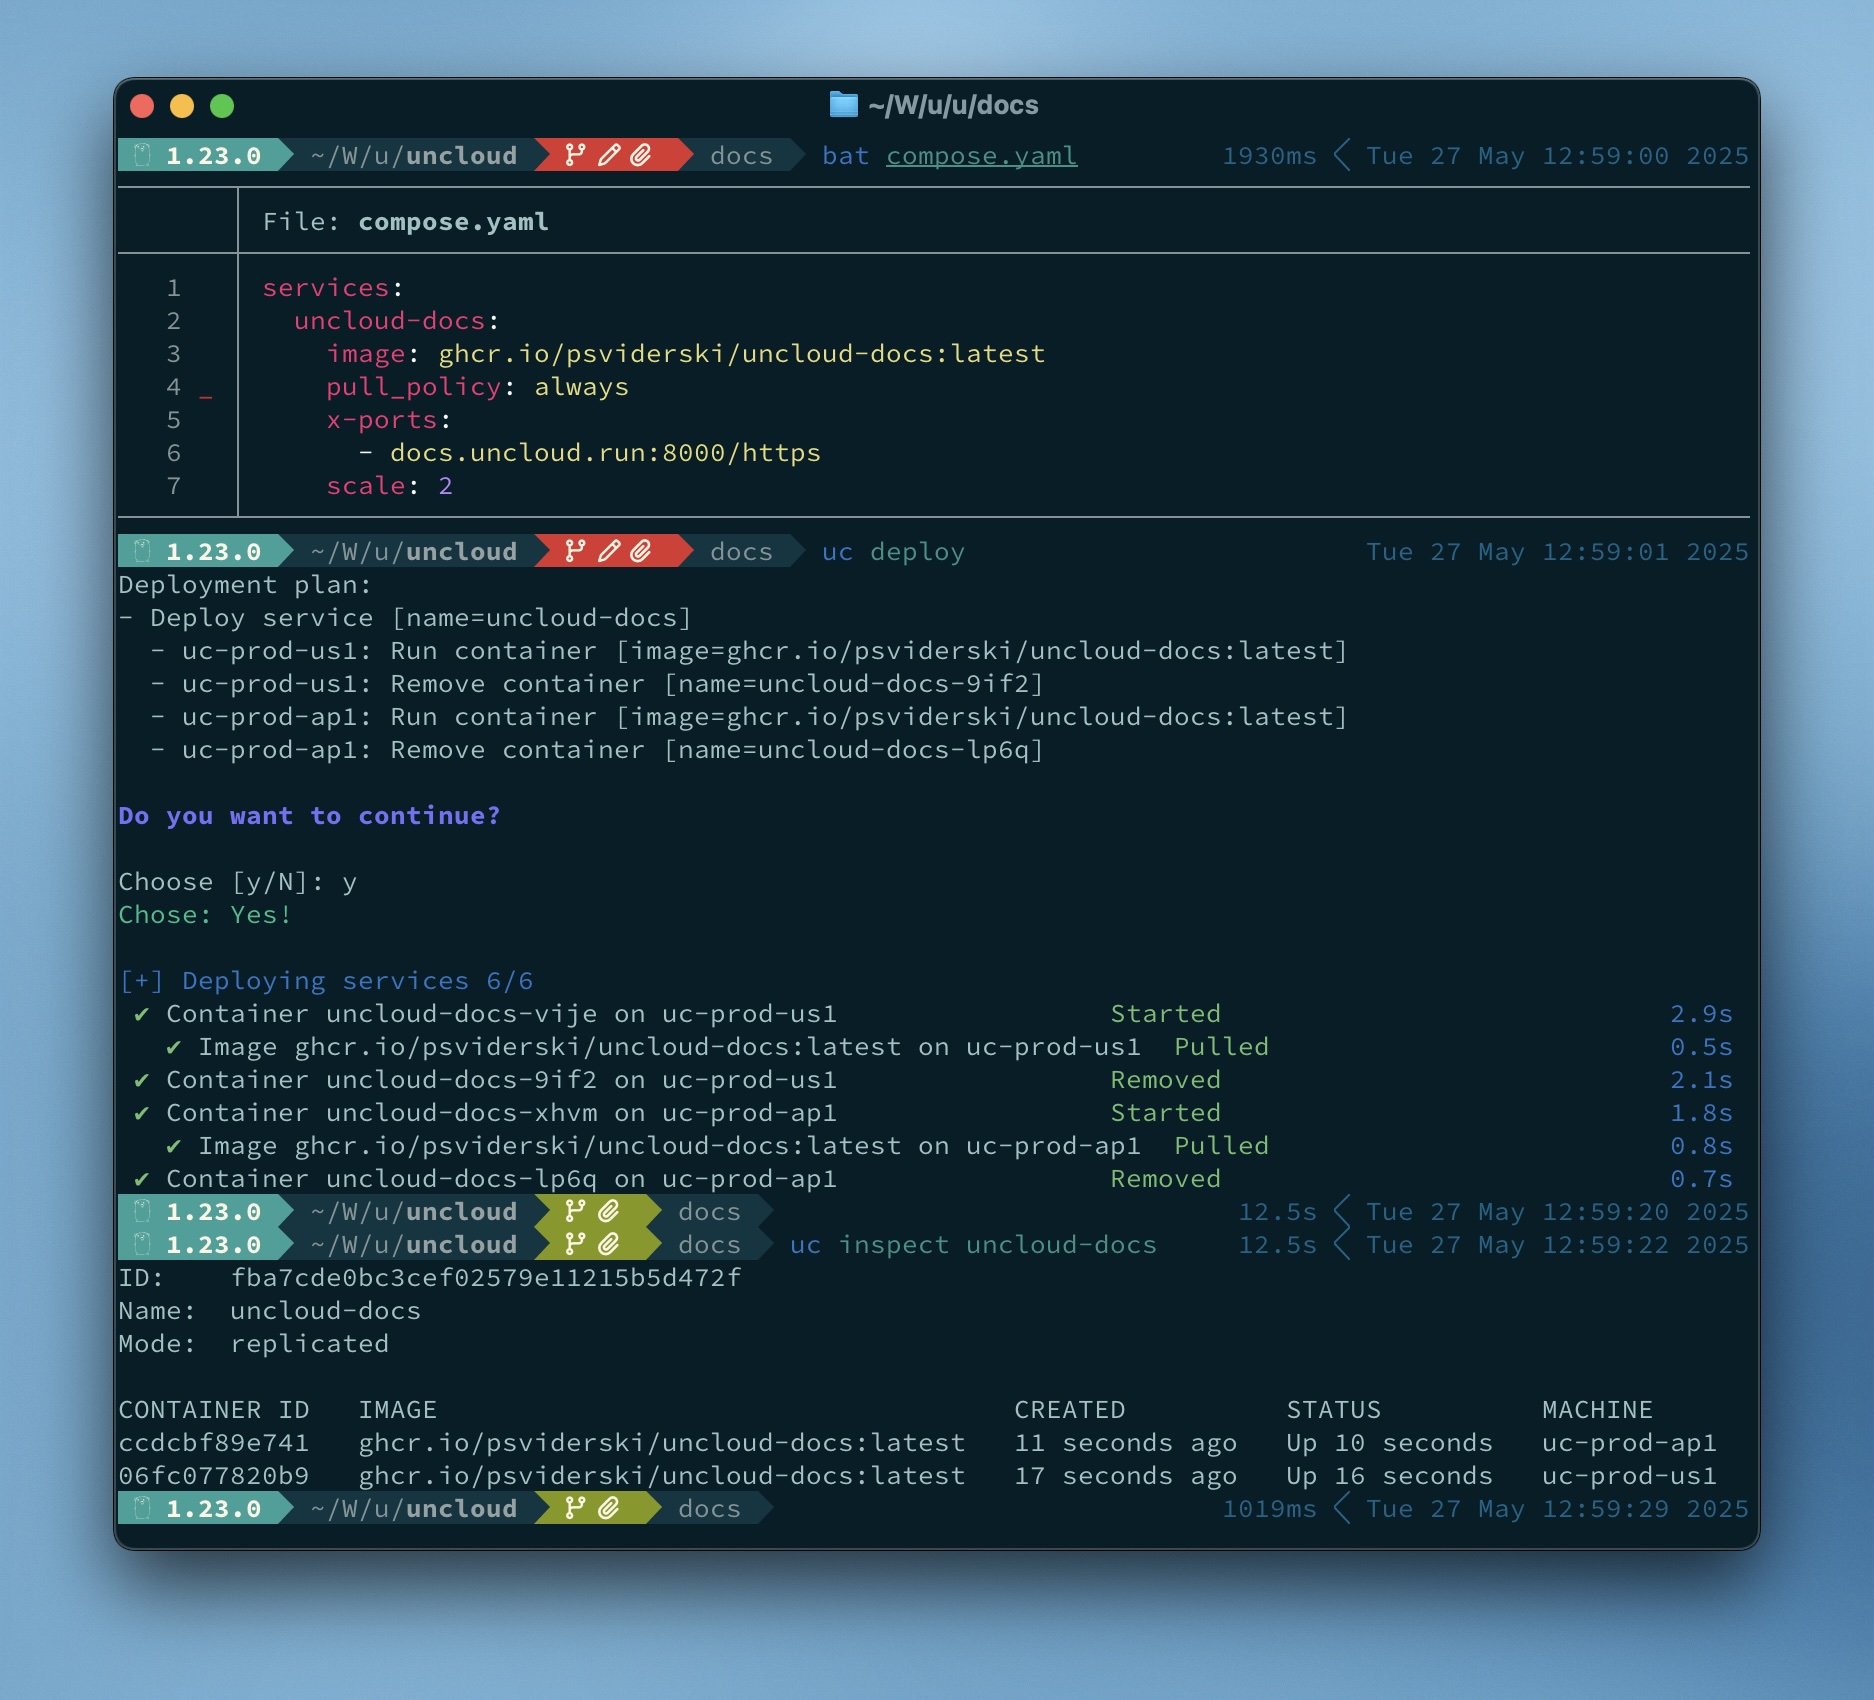 ~/W/u/u/docs
1.23.0 ~/W/u/uncloud docs bat compose.yaml 1930ms Tue 27 May 12:59:00 2025
File: compose.yaml
1 services:
2 uncloud-docs:
3 image: ghcr.io/psviderski/uncloud-docs:latest
4 _ pull_policy: always
5 x-ports:
6 - docs.uncloud.run:8000/https
7 scale: 2
1.23.0 ~/W/u/uncloud docs uc deploy Tue 27 May 12:59:01 2025
Deployment plan:
- Deploy service [name=uncloud-docs]
- uc-prod-us1: Run container [image=ghcr.io/psviderski/uncloud-docs:latest]
- uc-prod-us1: Remove container [name=uncloud-docs-9if2]
- uc-prod-ap1: Run container [image=ghcr.io/psviderski/uncloud-docs:latest]
- uc-prod-ap1: Remove container [name=uncloud-docs-lp6q]
Do you want to continue?
Choose [y/N]: y
Chose: Yes!
[+] Deploying services 6/6
✔ Container uncloud-docs-vije on uc-prod-us1 Started 2.9s
✔ Image ghcr.io/psviderski/uncloud-docs:latest on uc-prod-us1 Pulled 0.5s
✔ Container uncloud-docs-9if2 on uc-prod-us1 Removed 2.1s
✔ Container uncloud-docs-xhvm on uc-prod-ap1 Started 1.8s
✔ Image ghcr.io/psviderski/uncloud-docs:latest on uc-prod-ap1 Pulled 0.8s
✔ Container uncloud-docs-lp6q on uc-prod-ap1 Removed 0.7s
1.23.0 ~/W/u/uncloud docs 12.5s Tue 27 May 12:59:20 2025
1.23.0 ~/W/u/uncloud docs uc inspect uncloud-docs 12.5s Tue 27 May 12:59:22 2025
ID: fba7cde0bc3cef02579e11215b5d472f
Name: uncloud-docs
Mode: replicated
CONTAINER ID IMAGE CREATED STATUS MACHINE
ccdcbf89e741 ghcr.io/psviderski/uncloud-docs:latest 11 seconds ago Up 10 seconds uc-prod-ap1
06fc077820b9 ghcr.io/psviderski/uncloud-docs:latest 17 seconds ago Up 16 seconds uc-prod-us1
1.23.0 ~/W/u/uncloud docs 1019ms Tue 27 May 12:59:29 2025